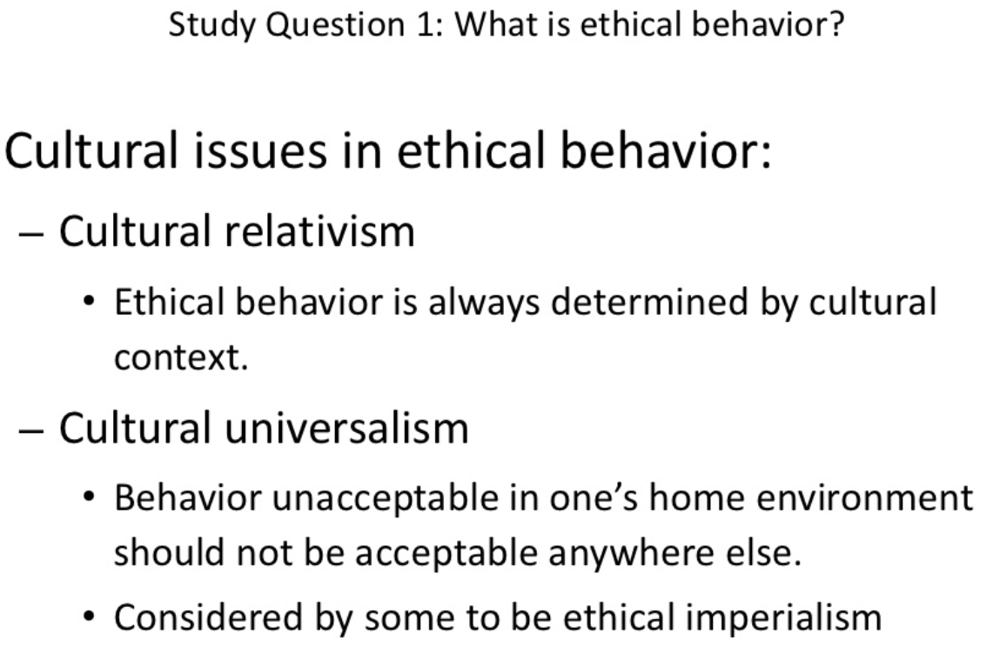 Study Question 1: What is ethical behavior?
Cultural issues in ethical behavior:
– Cultural relativism
• Ethical behavior is always determined by cultural
context.
– Cultural universalism
• Behavior unacceptable in one’s home environment
should not be acceptable anywhere else.
• Considered by some to be ethical imperialism